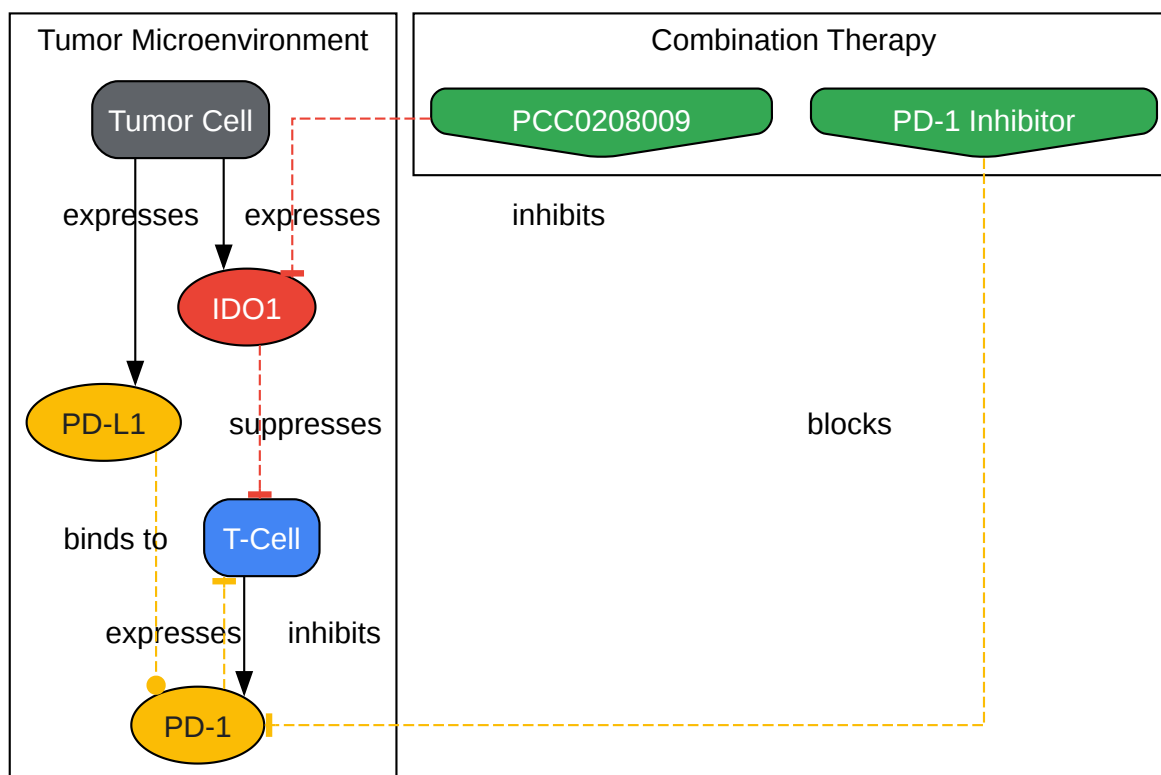 Tumor Microenvironment
Combination Therapy
Tumor Cell
PCC0208009
PD-1 Inhibitor
expresses
expresses
inhibits
IDO1
PD-L1
suppresses
blocks
binds to
T-Cell
expresses
inhibits
PD-1